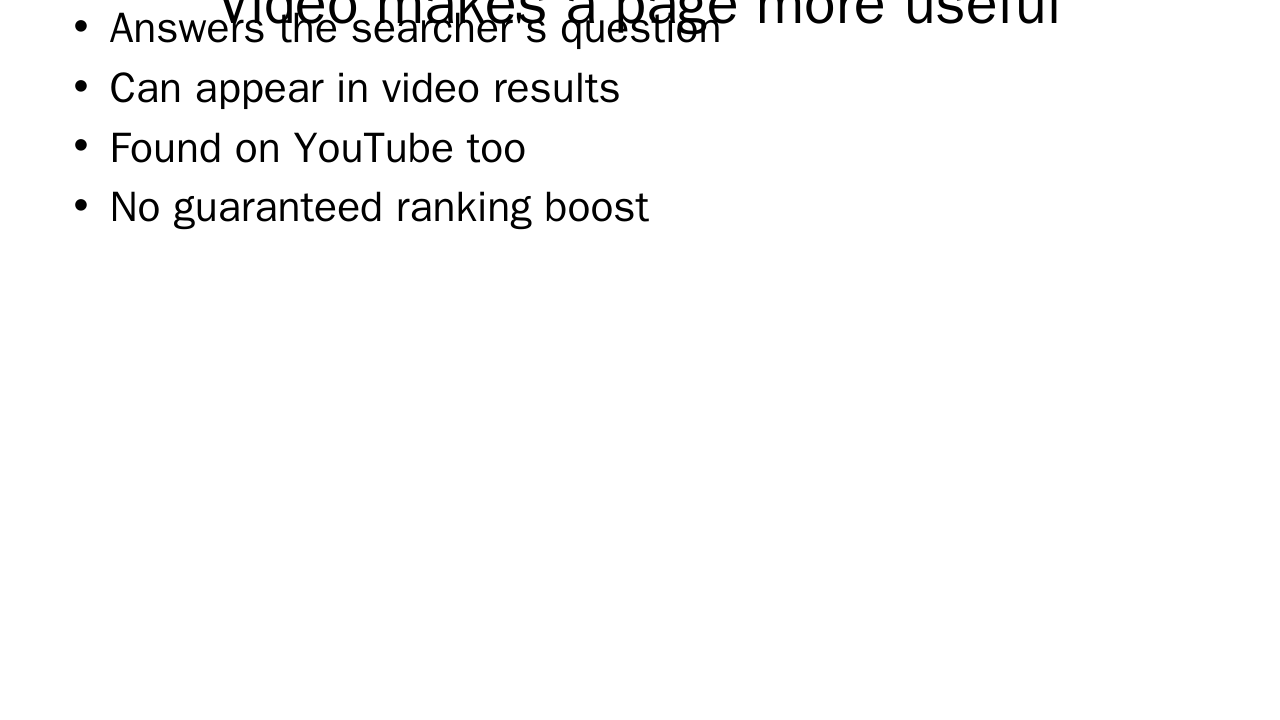 Video makes a page more useful
• Answers the searcher's question
• Can appear in video results
• Found on YouTube too
• No guaranteed ranking boost